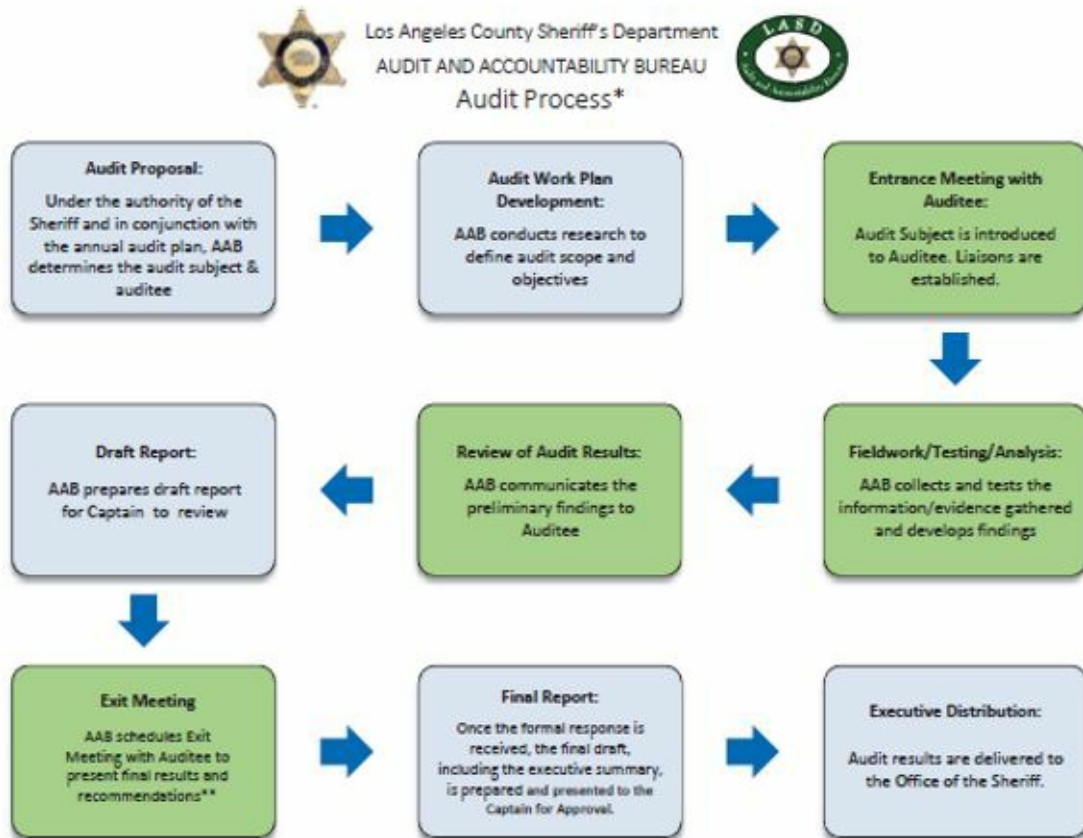 Los Angeles County Sheriff's Department
AUDIT AND ACCOUNTABILITY BUREAU
Audit Process*
LASD
Audit Proposal:
Under the authority of the
Sheriff and in conjunction with
the annual audit plan, AAB
determines the audit subject &
auditee
Audit Work Plan
Development:
AAB conducts research to
define audit scope and
objectives
Entrance Meeting with
Auditee:
Audit Subject is introduced
to Auditee. Liaisons are
established.
Fieldwork/Testing/Analysis:
AAB collects and tests the
information/evidence gathered
and develops findings
Review of Audit Results:
AAB communicates the
preliminary findings to
Auditee
Draft Report:
AAB prepares draft report
for Captain to review
Exit Meeting
AAB schedules Exit
Meeting with Auditee to
present final results and
recommendations**
Final Report:
Once the formal response is
received, the final draft,
including the executive summary,
is prepared and presented to the
Captain for Approval.
Executive Distribution:
Audit results are delivered to
the Office of the Sheriff.